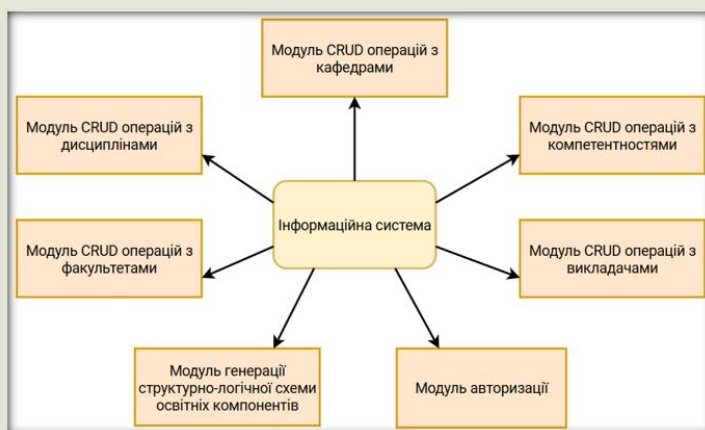 Модуль CRUD операцій з
кафедрами
Модуль CRUD операцій з
дисциплінами
Модуль CRUD операцій з
компетентностями
Інформаційна система
Модуль CRUD операцій з
факультетами
Модуль CRUD операцій з
викладачами
Модуль генерації
структурно-логічної схеми
освітніх компонентів
Модуль авторизації